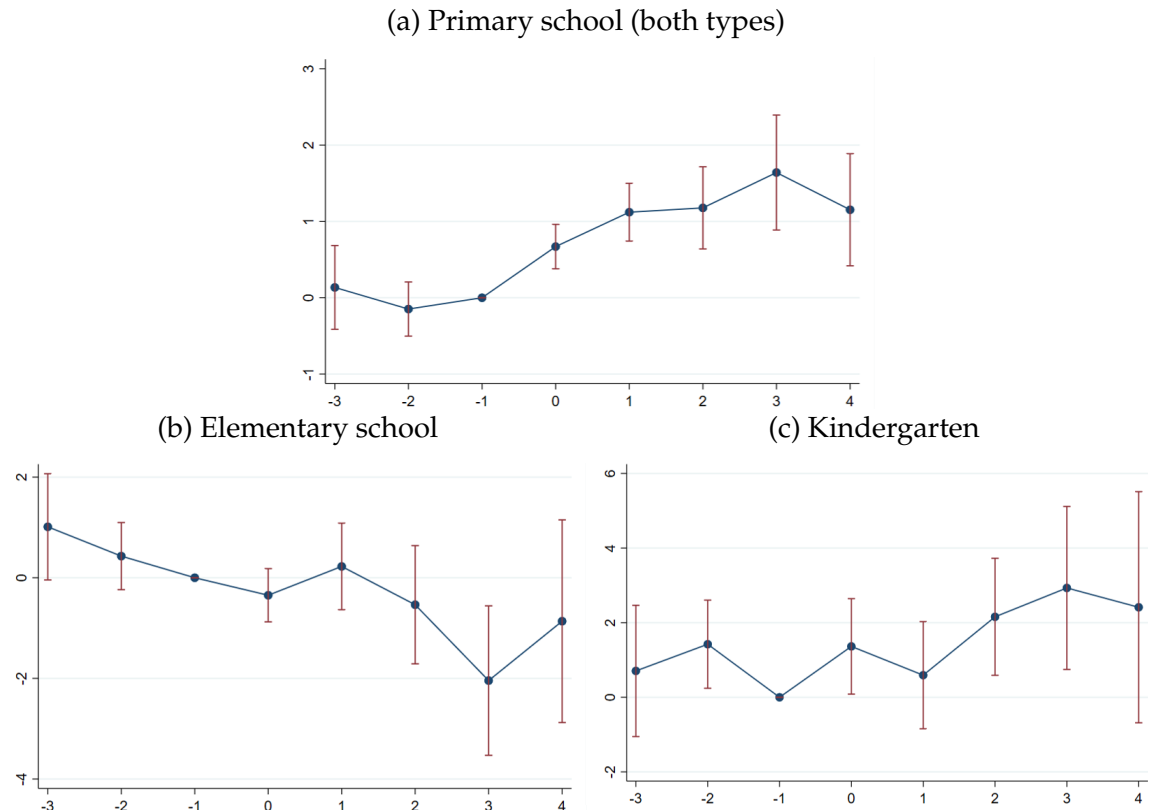 (a) Primary school (both types)
3
2
1
0
-1
-3 -2 -1 0 1 2 3 4
(b) Elementary school
2
0
-2
-4
-3 -2 -1 0 1 2 3 4
(c) Kindergarten
6
4
2
0
-2
-3 -2 -1 0 1 2 3 4